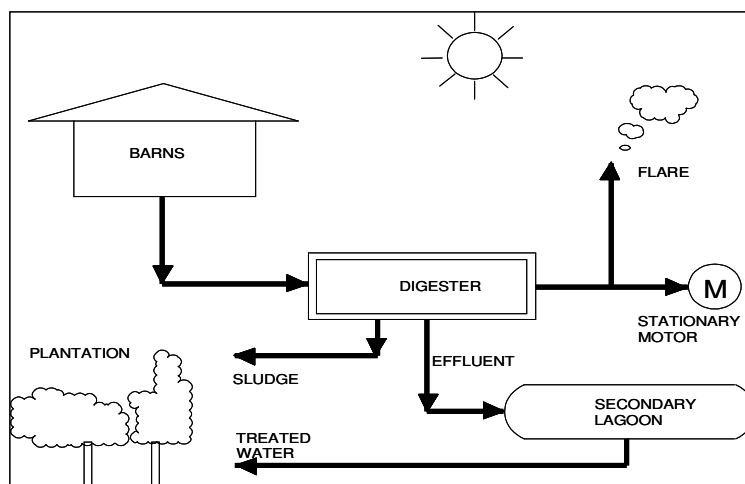 BARNS
FLARE
DIGESTER
M
STATIONARY
MOTOR
PLANTATION
SLUDGE
EFFLUENT
SECONDARY
LAGOON
TREATED
WATER